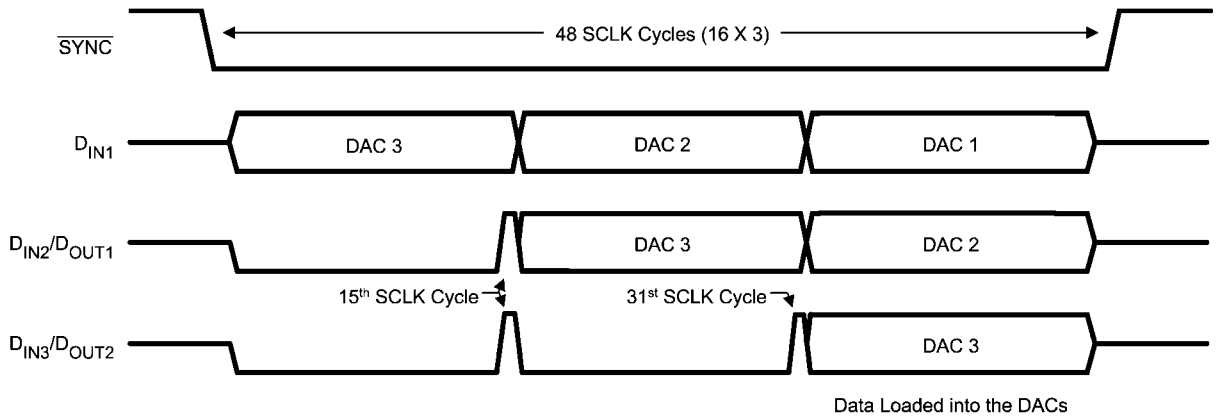 SYNC
48 SCLK Cycles (16 X 3)
DIN1
DAC 3
DAC 2
DAC 1
DIN2/DOUT1
DAC 3
DAC 2
15th SCLK Cycle
31st SCLK Cycle
DIN3/DOUT2
DAC 3
Data Loaded into the DACs